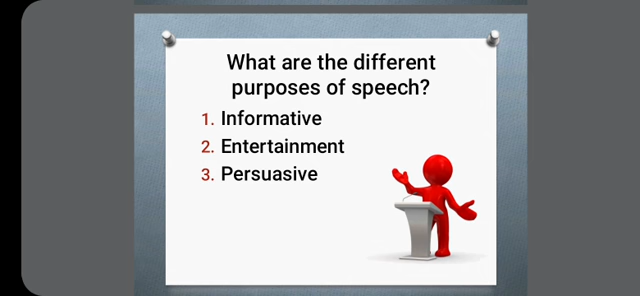 What are the different
purposes of speech?
1. Informative
2. Entertainment
3. Persuasive